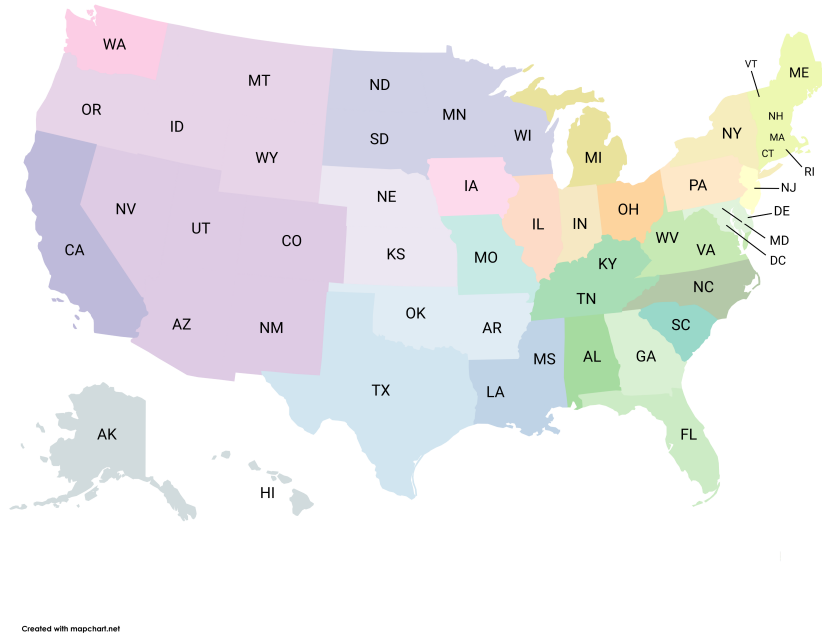 WA
MT
ND
MN
VT
ME
OR
ID
SD
WI
MI
NY
NH
MA
CT
RI
WY
NE
IA
IL
IN
OH
PA
NJ
NV
UT
CO
KS
MO
KY
WV
VA
DE
MD
DC
CA
AZ
NM
OK
AR
TN
NC
SC
TX
LA
MS
AL
GA
FL
AK
HI
Created with mapchart.net